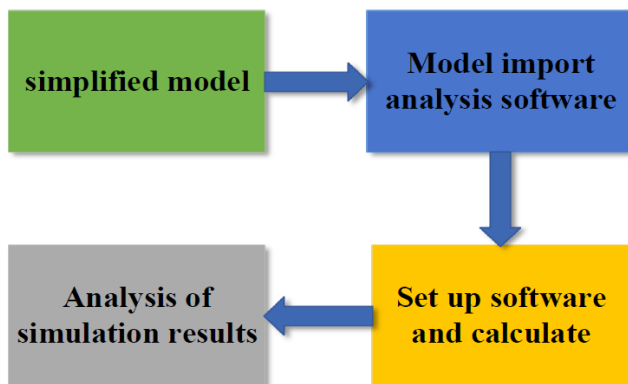 simplified model
Model import
analysis software
Set up software
and calculate
Analysis of
simulation results